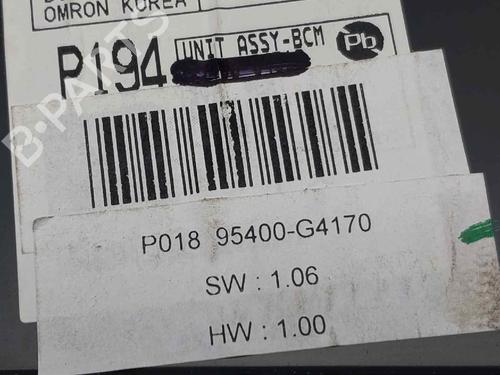 OMRON KOREA
P194
UNIT ASSY-BCM
Pb
P018 95400-G4170
SW : 1.06
HW : 1.00
B-PARTS